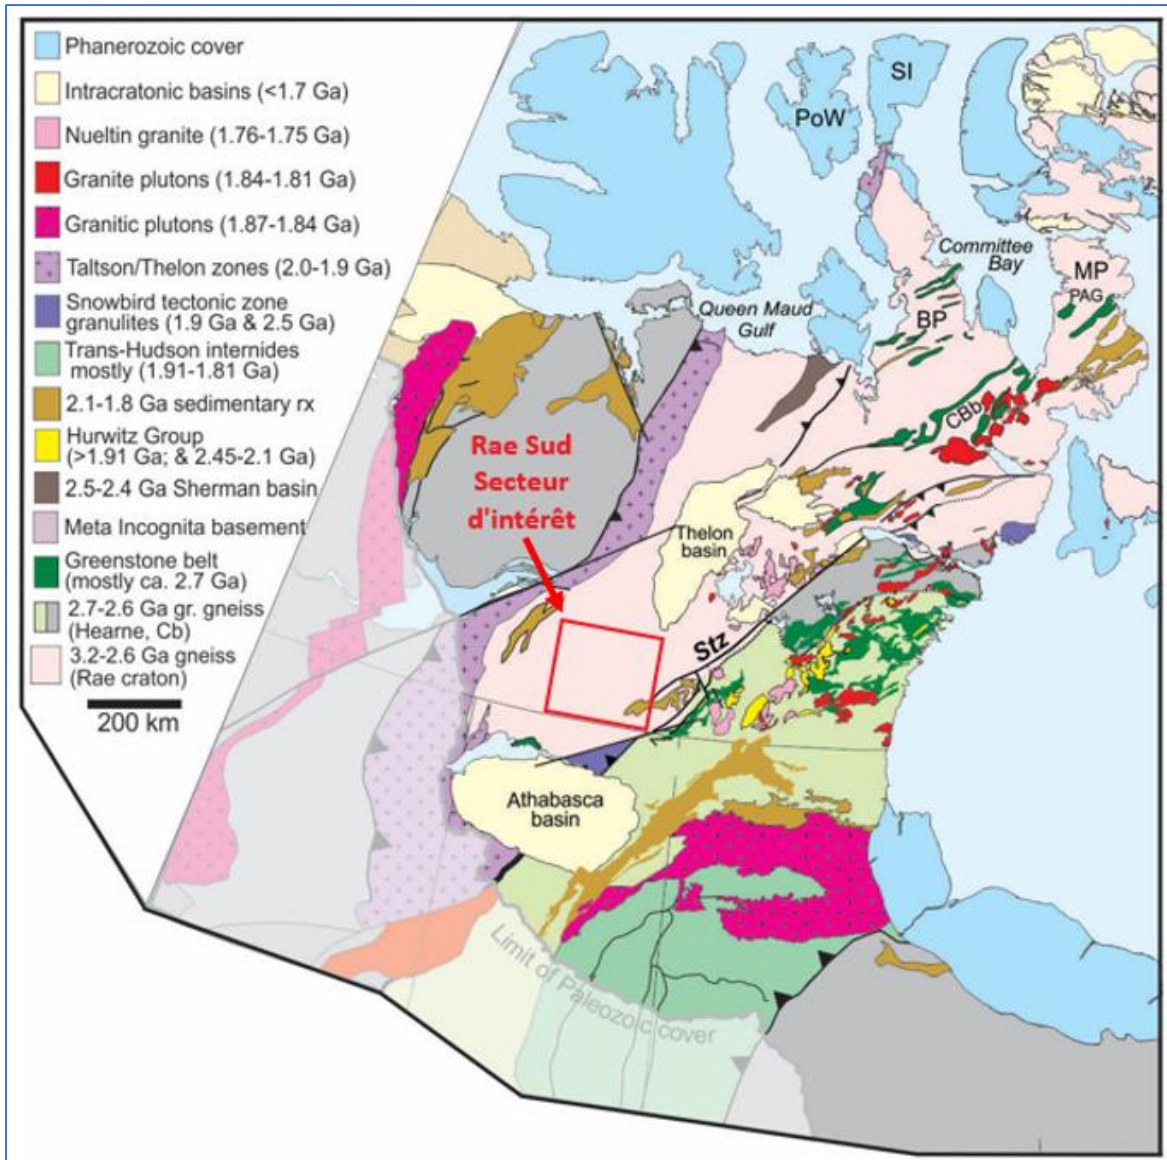 Phanerozoic cover
Intracratonic basins (<1.7 Ga)
Nueltin granite (1.76-1.75 Ga)
Granite plutons (1.84-1.81 Ga)
Granitic plutons (1.87-1.84 Ga)
Taltson/Thelon zones (2.0-1.9 Ga)
Snowbird tectonic zone
granulites (1.9 Ga & 2.5 Ga)
Trans-Hudson internides
mostly (1.91-1.81 Ga)
2.1-1.8 Ga sedimentary rx
Hurwitz Group
(>1.91 Ga; & 2.45-2.1 Ga)
2.5-2.4 Ga Sherman basin
Meta Incognita basement
Greenstone belt
(mostly ca. 2.7 Ga)
2.7-2.6 Ga gr. gneiss
(Hearne, Cb)
3.2-2.6 Ga gneiss
(Rae craton)
200 km
SI
PoW
Committee
Bay
MP
PAG
Queen Maud
Gulf
BP
CBb
Rae Sud
Secteur
d'intérêt
Thelon
basin
Stz
Athabasca
basin
Limit of Paleozoic cover